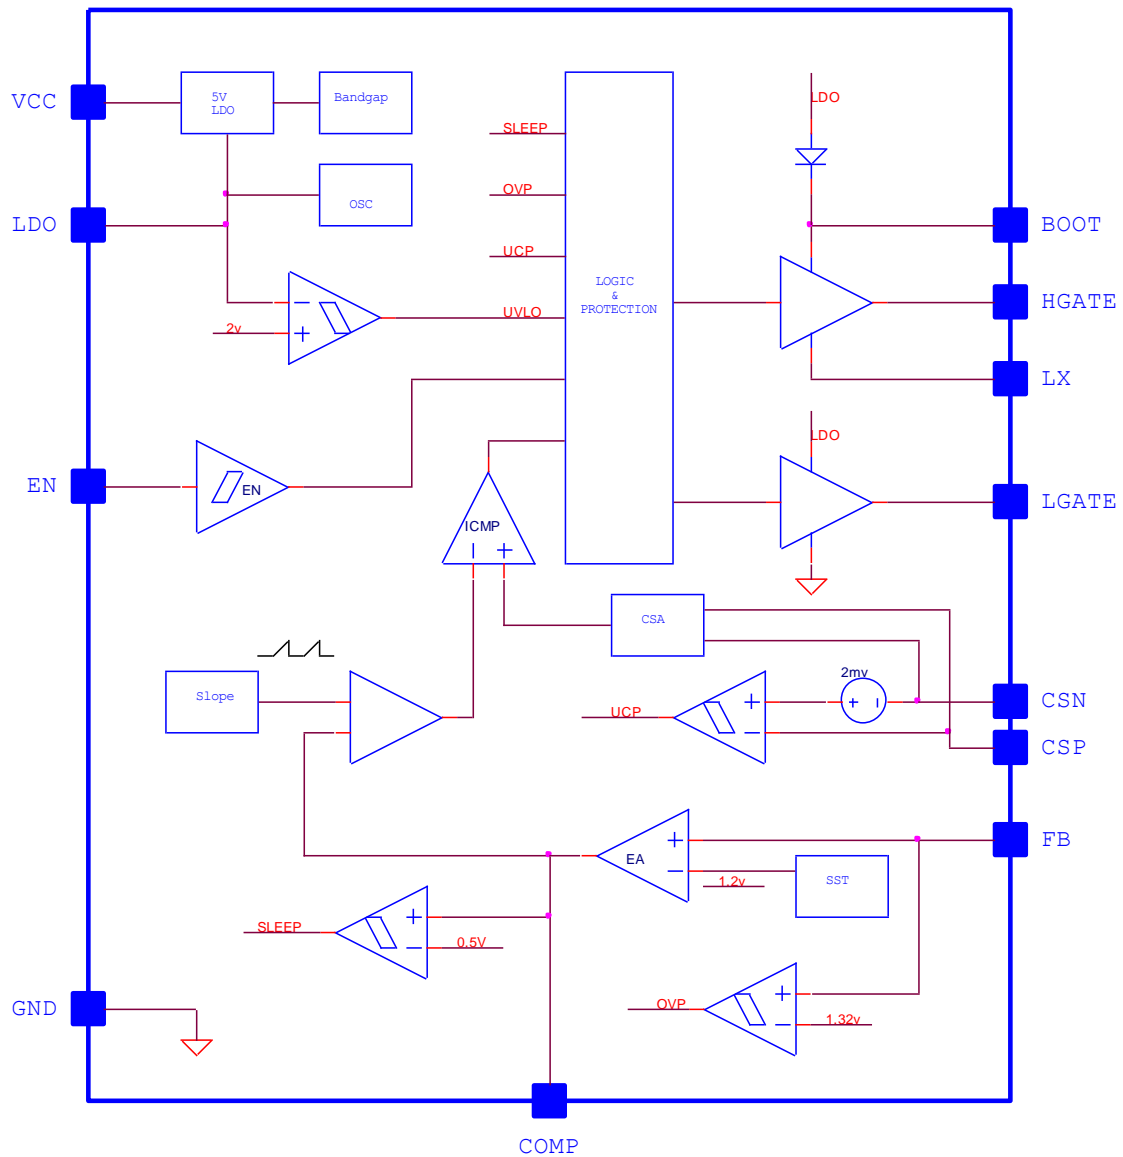 VCC
5V
LDO
Bandgap
LDO
SLEEP
OVP
OSC
LDO
BOOT
UCP
LOGIC
&
PROTECTION
HGATE
UVLO
2v
LX
LDO
EN
EN
LGATE
ICMP
CSA
2mv
Slope
CSN
UCP
CSP
FB
EA
1.2v
SST
SLEEP
0.5V
OVP
1.32v
GND
COMP